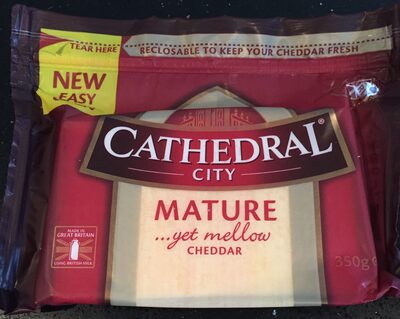 TEAR HERE
RECLOSABLE TO KEEP YOUR CHEDDAR FRESH
NEW
EASY
CATHEDRAL
CITY
MATURE
...yet mellow
CHEDDAR
MADE IN
GREAT BRITAIN
USING BRITISH MILK
350g